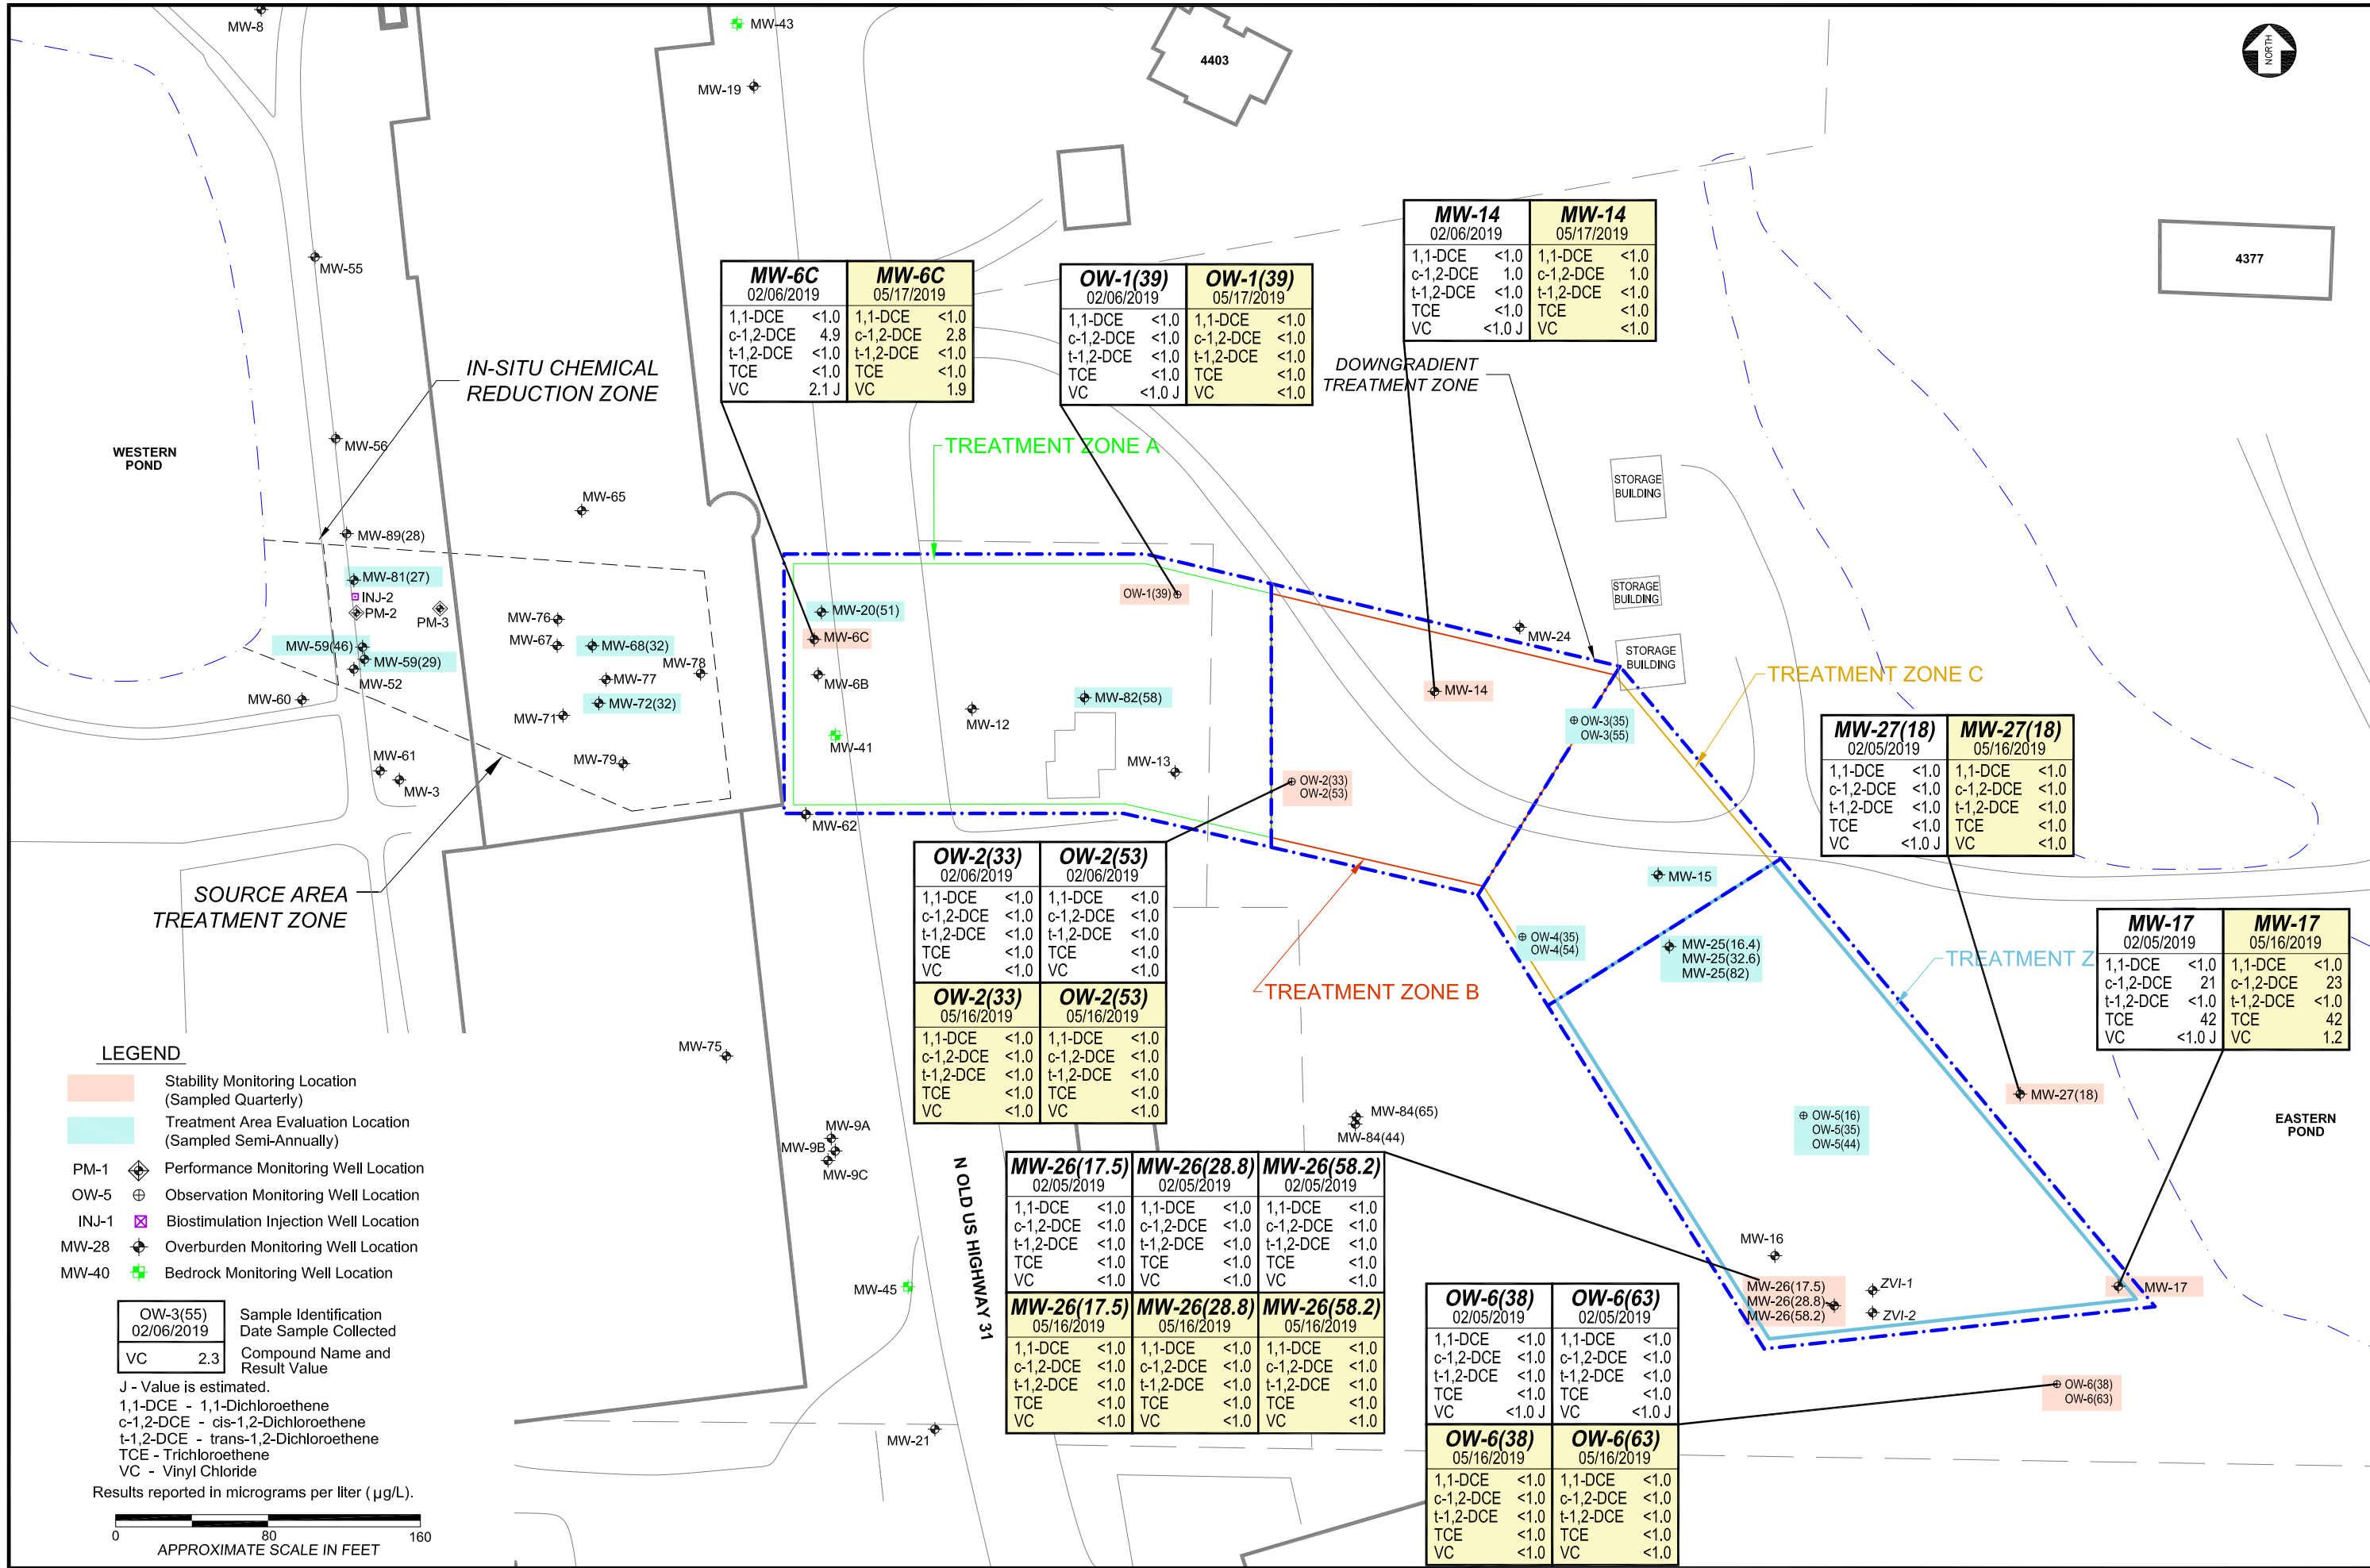 MW-8
MW-43
MW-19
4403
NORTH
4377
MW-55
MW-56
WESTERN
POND
IN-SITU CHEMICAL
REDUCTION ZONE
MW-65
MW-89(28)
MW-81(27)
INJ-2
PM-2
PM-3
MW-59(46)
MW-59(29)
MW-52
MW-60
MW-61
MW-3
MW-76
MW-67
MW-68(32)
MW-78
MW-77
MW-72(32)
MW-71
MW-79
SOURCE AREA
TREATMENT ZONE
MW-6C MW-6C
02/06/2019 05/17/2019
1,1-DCE <1.0 1,1-DCE <1.0
c-1,2-DCE 4.9 c-1,2-DCE 2.8
t-1,2-DCE <1.0 t-1,2-DCE <1.0
TCE <1.0 TCE <1.0
VC 2.1 J VC 1.9
OW-1(39) OW-1(39)
02/06/2019 05/17/2019
1,1-DCE <1.0 1,1-DCE <1.0
c-1,2-DCE <1.0 c-1,2-DCE <1.0
t-1,2-DCE <1.0 t-1,2-DCE <1.0
TCE <1.0 TCE <1.0
VC <1.0 J VC <1.0
MW-14 MW-14
02/06/2019 05/17/2019
1,1-DCE <1.0 1,1-DCE <1.0
c-1,2-DCE 1.0 c-1,2-DCE 1.0
t-1,2-DCE <1.0 t-1,2-DCE <1.0
TCE <1.0 TCE <1.0
VC <1.0 J VC <1.0
DOWNGRADIENT
TREATMENT ZONE
TREATMENT ZONE A
STORAGE
BUILDING
STORAGE
BUILDING
STORAGE
BUILDING
OW-1(39)
MW-20(51)
MW-6C
MW-6B
MW-41
MW-12
MW-82(58)
MW-13
MW-62
MW-24
MW-14
OW-3(35)
OW-3(55)
OW-2(33)
OW-2(53)
TREATMENT ZONE C
MW-27(18) MW-27(18)
02/05/2019 05/16/2019
1,1-DCE <1.0 1,1-DCE <1.0
c-1,2-DCE <1.0 c-1,2-DCE <1.0
t-1,2-DCE <1.0 t-1,2-DCE <1.0
TCE <1.0 TCE <1.0
VC <1.0 J VC <1.0
OW-2(33) OW-2(53)
02/06/2019 02/06/2019
1,1-DCE <1.0 1,1-DCE <1.0
c-1,2-DCE <1.0 c-1,2-DCE <1.0
t-1,2-DCE <1.0 t-1,2-DCE <1.0
TCE <1.0 TCE <1.0
VC <1.0 VC <1.0
OW-2(33) OW-2(53)
05/16/2019 05/16/2019
1,1-DCE <1.0 1,1-DCE <1.0
c-1,2-DCE <1.0 c-1,2-DCE <1.0
t-1,2-DCE <1.0 t-1,2-DCE <1.0
TCE <1.0 TCE <1.0
VC <1.0 VC <1.0
MW-15
OW-4(35)
OW-4(54)
MW-25(16.4)
MW-25(32.6)
MW-25(82)
TREATMENT ZONE B
TREATMENT Z
MW-17 MW-17
02/05/2019 05/16/2019
1,1-DCE <1.0 1,1-DCE <1.0
c-1,2-DCE 21 c-1,2-DCE 23
t-1,2-DCE <1.0 t-1,2-DCE <1.0
TCE 42 TCE 42
VC <1.0 J VC 1.2
MW-75
MW-84(65)
MW-84(44)
MW-9A
MW-9B
MW-9C
MW-27(18)
OW-5(16)
OW-5(35)
OW-5(44)
EASTERN
POND
N OLD US HIGHWAY 31
MW-45
MW-21
MW-26(17.5) MW-26(28.8) MW-26(58.2)
02/05/2019 02/05/2019 02/05/2019
1,1-DCE <1.0 1,1-DCE <1.0 1,1-DCE <1.0
c-1,2-DCE <1.0 c-1,2-DCE <1.0 c-1,2-DCE <1.0
t-1,2-DCE <1.0 t-1,2-DCE <1.0 t-1,2-DCE <1.0
TCE <1.0 TCE <1.0 TCE <1.0
VC <1.0 VC <1.0 VC <1.0
MW-26(17.5) MW-26(28.8) MW-26(58.2)
05/16/2019 05/16/2019 05/16/2019
1,1-DCE <1.0 1,1-DCE <1.0 1,1-DCE <1.0
c-1,2-DCE <1.0 c-1,2-DCE <1.0 c-1,2-DCE <1.0
t-1,2-DCE <1.0 t-1,2-DCE <1.0 t-1,2-DCE <1.0
TCE <1.0 TCE <1.0 TCE <1.0
VC <1.0 VC <1.0 VC <1.0
MW-16
MW-26(17.5)
MW-26(28.8)
MW-26(58.2)
ZVI-1
ZVI-2
MW-17
OW-6(38)
OW-6(63)
OW-6(38) OW-6(63)
02/05/2019 02/05/2019
1,1-DCE <1.0 1,1-DCE <1.0
c-1,2-DCE <1.0 c-1,2-DCE <1.0
t-1,2-DCE <1.0 t-1,2-DCE <1.0
TCE <1.0 TCE <1.0
VC <1.0 J VC <1.0 J
OW-6(38) OW-6(63)
05/16/2019 05/16/2019
1,1-DCE <1.0 1,1-DCE <1.0
c-1,2-DCE <1.0 c-1,2-DCE <1.0
t-1,2-DCE <1.0 t-1,2-DCE <1.0
TCE <1.0 TCE <1.0
VC <1.0 VC <1.0
LEGEND
Stability Monitoring Location
(Sampled Quarterly)
Treatment Area Evaluation Location
(Sampled Semi-Annually)
PM-1 Performance Monitoring Well Location
OW-5 Observation Monitoring Well Location
INJ-1 Biostimulation Injection Well Location
MW-28 Overburden Monitoring Well Location
MW-40 Bedrock Monitoring Well Location
OW-3(55) Sample Identification
02/06/2019 Date Sample Collected
VC 2.3 Compound Name and
Result Value
J - Value is estimated.
1,1-DCE - 1,1-Dichloroethene
c-1,2-DCE - cis-1,2-Dichloroethene
t-1,2-DCE - trans-1,2-Dichloroethene
TCE - Trichloroethene
VC - Vinyl Chloride
Results reported in micrograms per liter (µg/L).
0 80 160
APPROXIMATE SCALE IN FEET